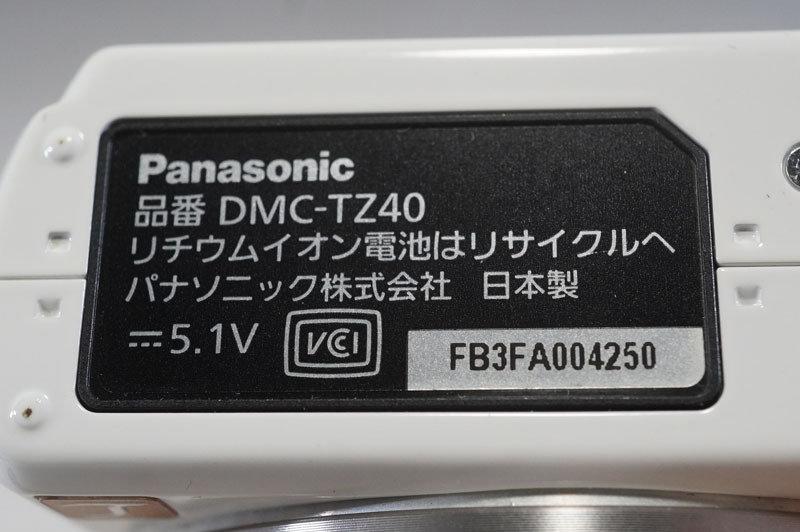 Panasonic
品番 DMC-TZ40
リチウムイオン電池はリサイクルへ
パナソニック株式会社 日本製
⎓5.1V VCCI FB3FA004250